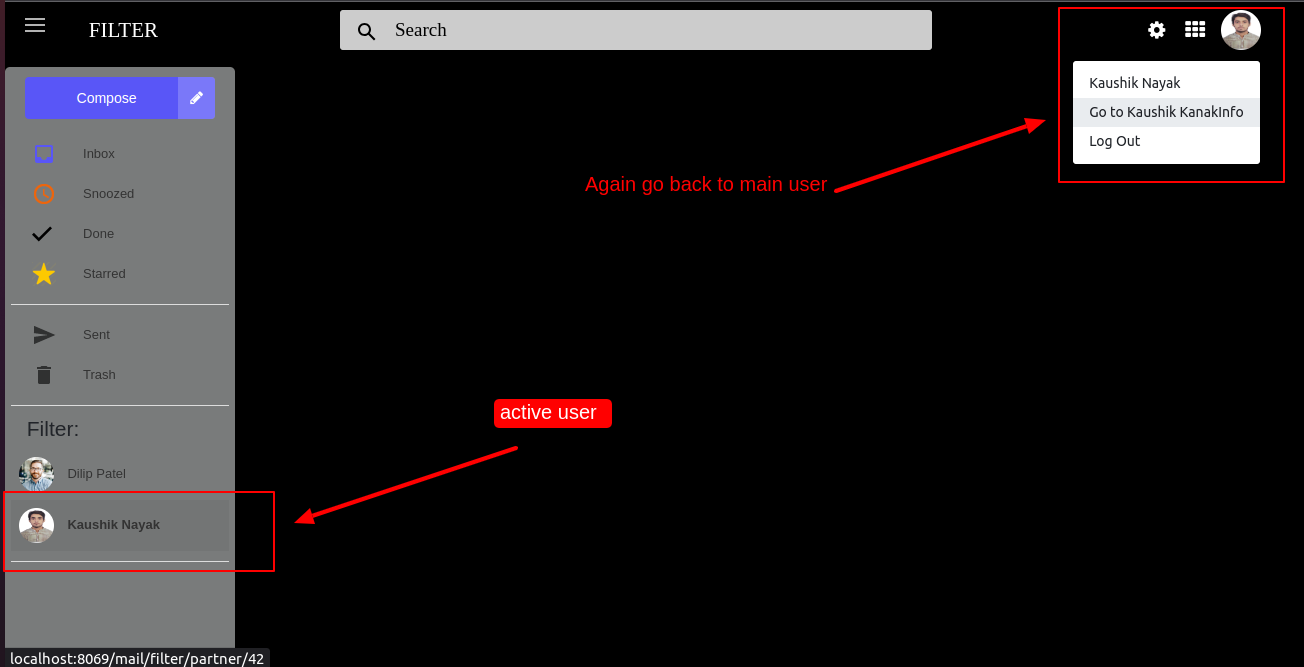 FILTER
Search
Compose
Kaushik Nayak
Go to Kaushik KanakInfo
Log Out
Inbox
Snoozed
Done
Starred
Again go back to main user
Sent
Trash
active user
Filter:
Dilip Patel
Kaushik Nayak
localhost:8069/mail/filter/partner/42